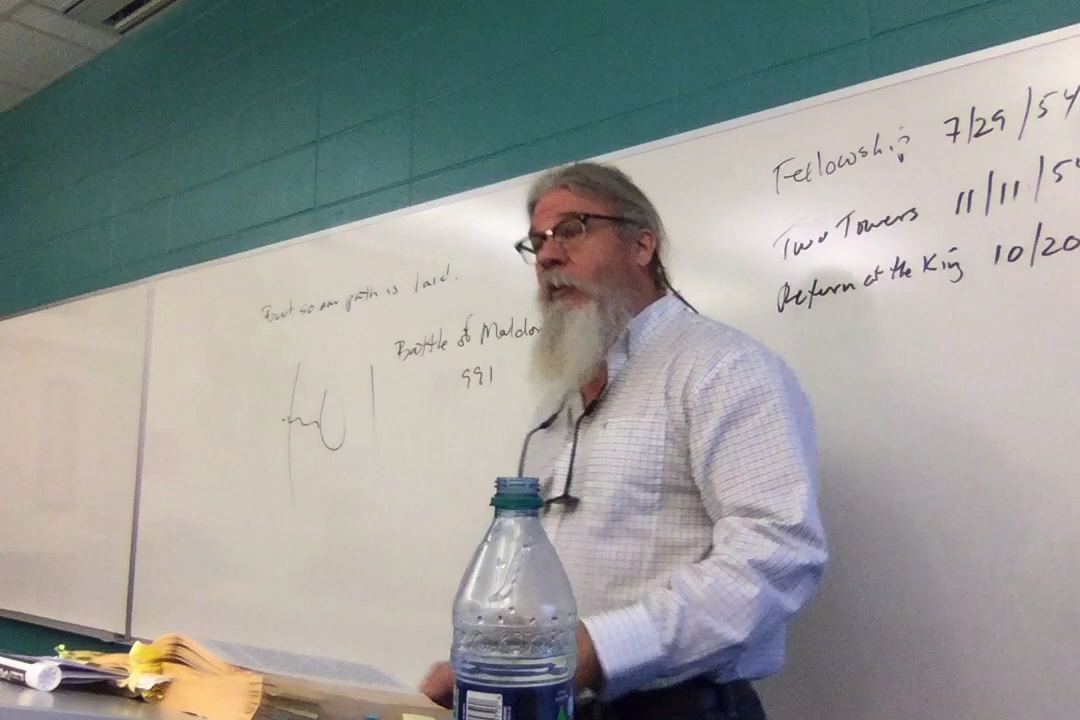 But so our path is laid.
Battle of Maldon
991
Fellowship 7/29/54
Two Towers 11/11/54
Return of the King 10/20